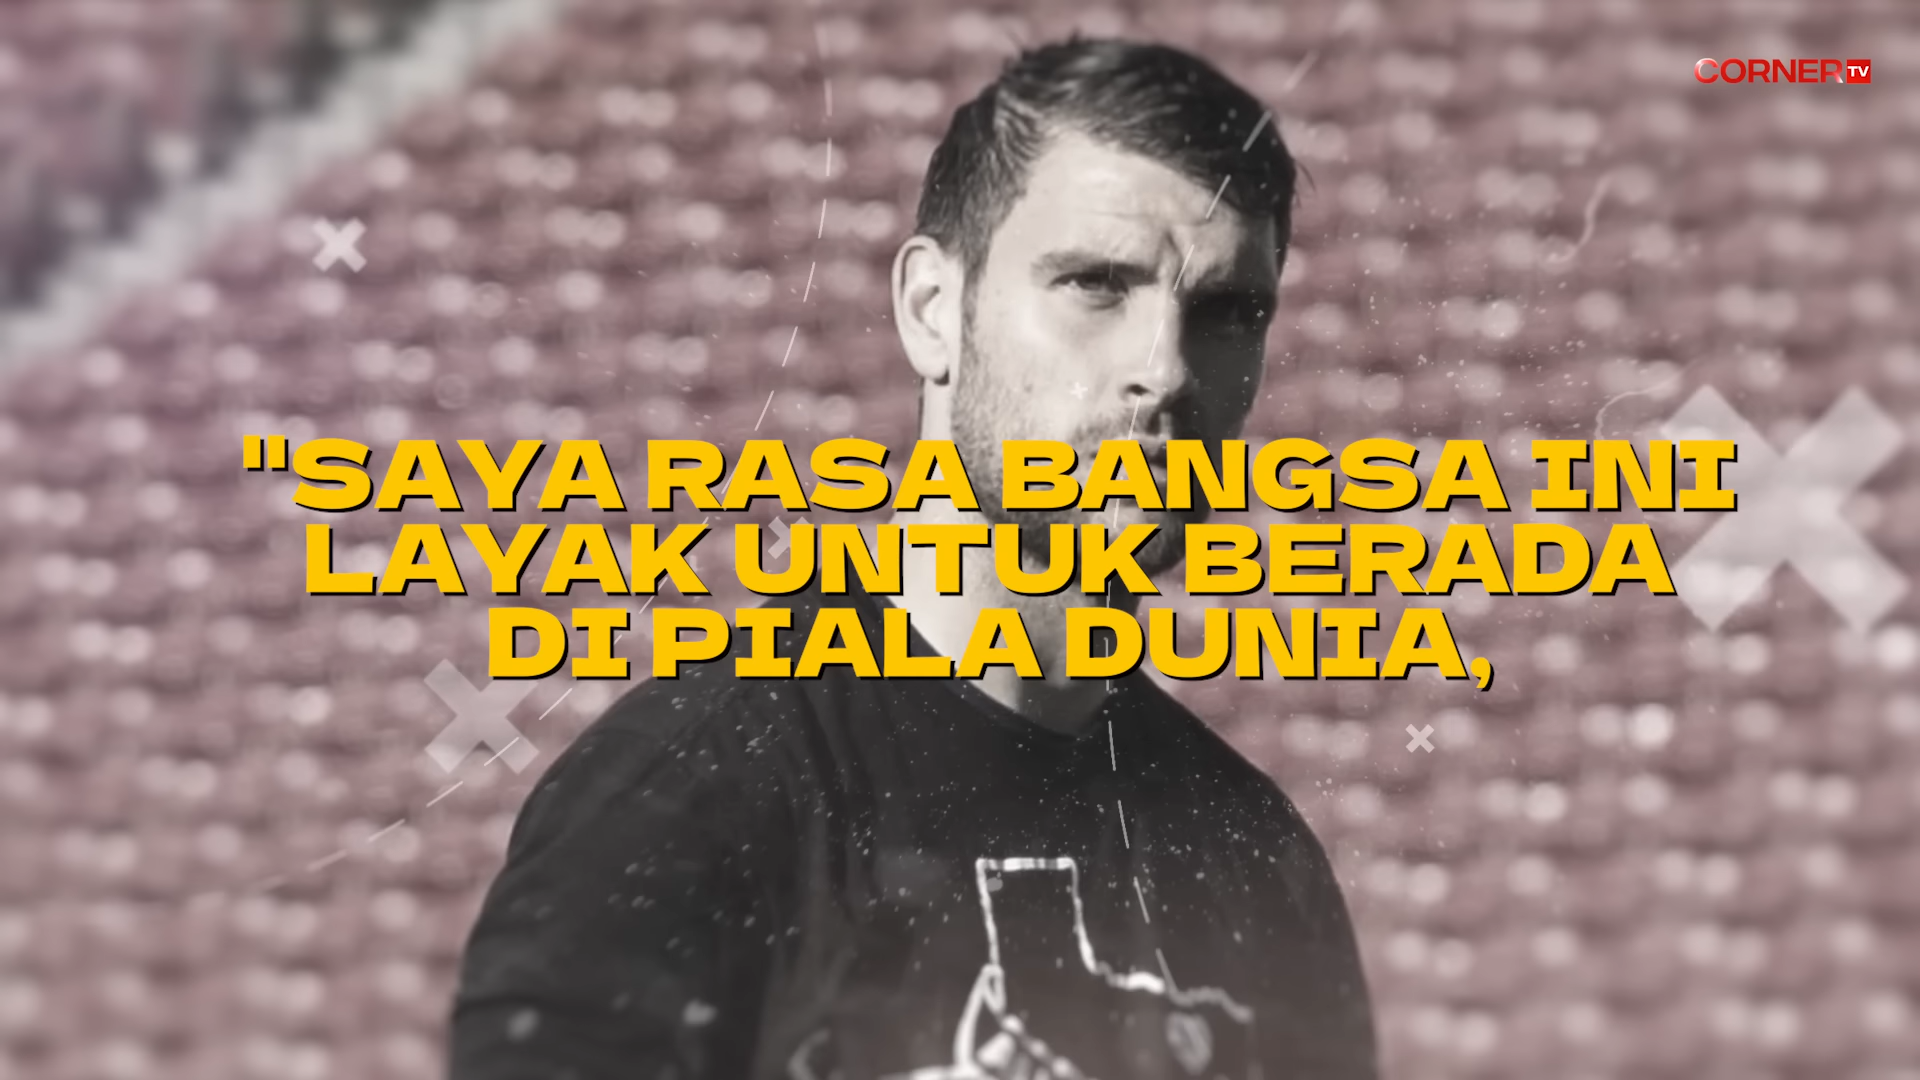 CORNER TV
"SAYA RASA BANGSA INI
LAYAK UNTUK BERADA
DI PIALA DUNIA,